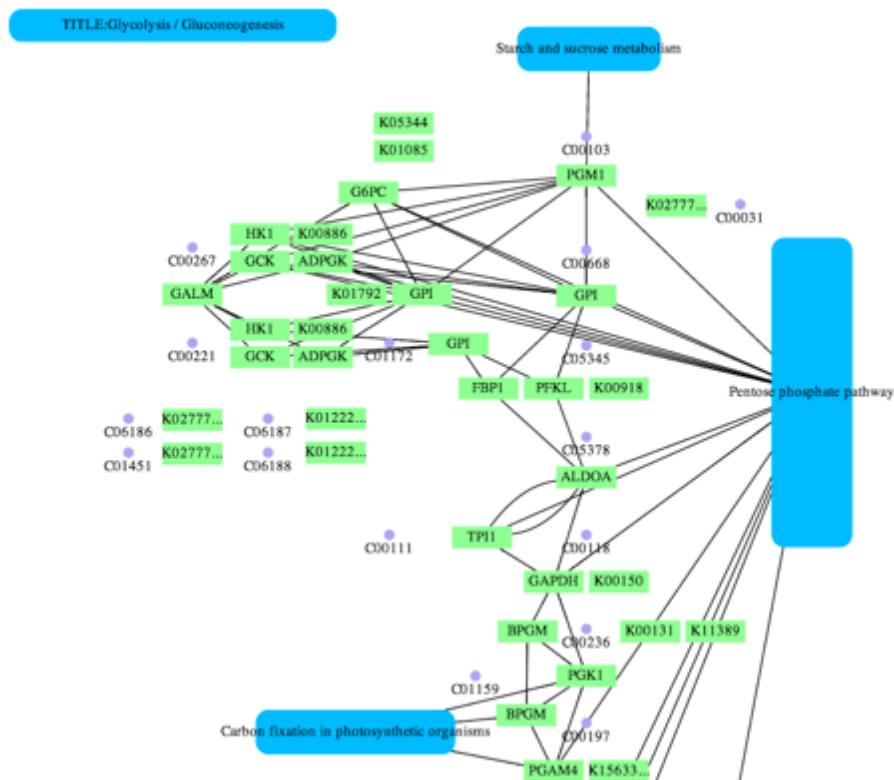 TITLE:Glycolysis / Gluconeogenesis
Starch and sucrose metabolism
K05344
C00103
K01085
PGM1
G6PC
K02777...
C00031
HK1
K00886
C00267
GCK
ADPGK
C00668
GALM
K01792
GPI
GPI
HK1
K00886
GPI
C00221
GCK
ADPGK
C01172
C05345
FBP1
PFKL
K00918
Pentose phosphate pathway
C06186
K02777...
C06187
K01222...
C01451
K02777...
C06188
K01222...
C05378
ALDOA
TPI1
C00111
C00118
GAPDH
K00150
BPGM
C00236
K00131
K11389
PGK1
C01159
BPGM
Carbon fixation in photosynthetic organisms
C00197
PGAM4
K15633...